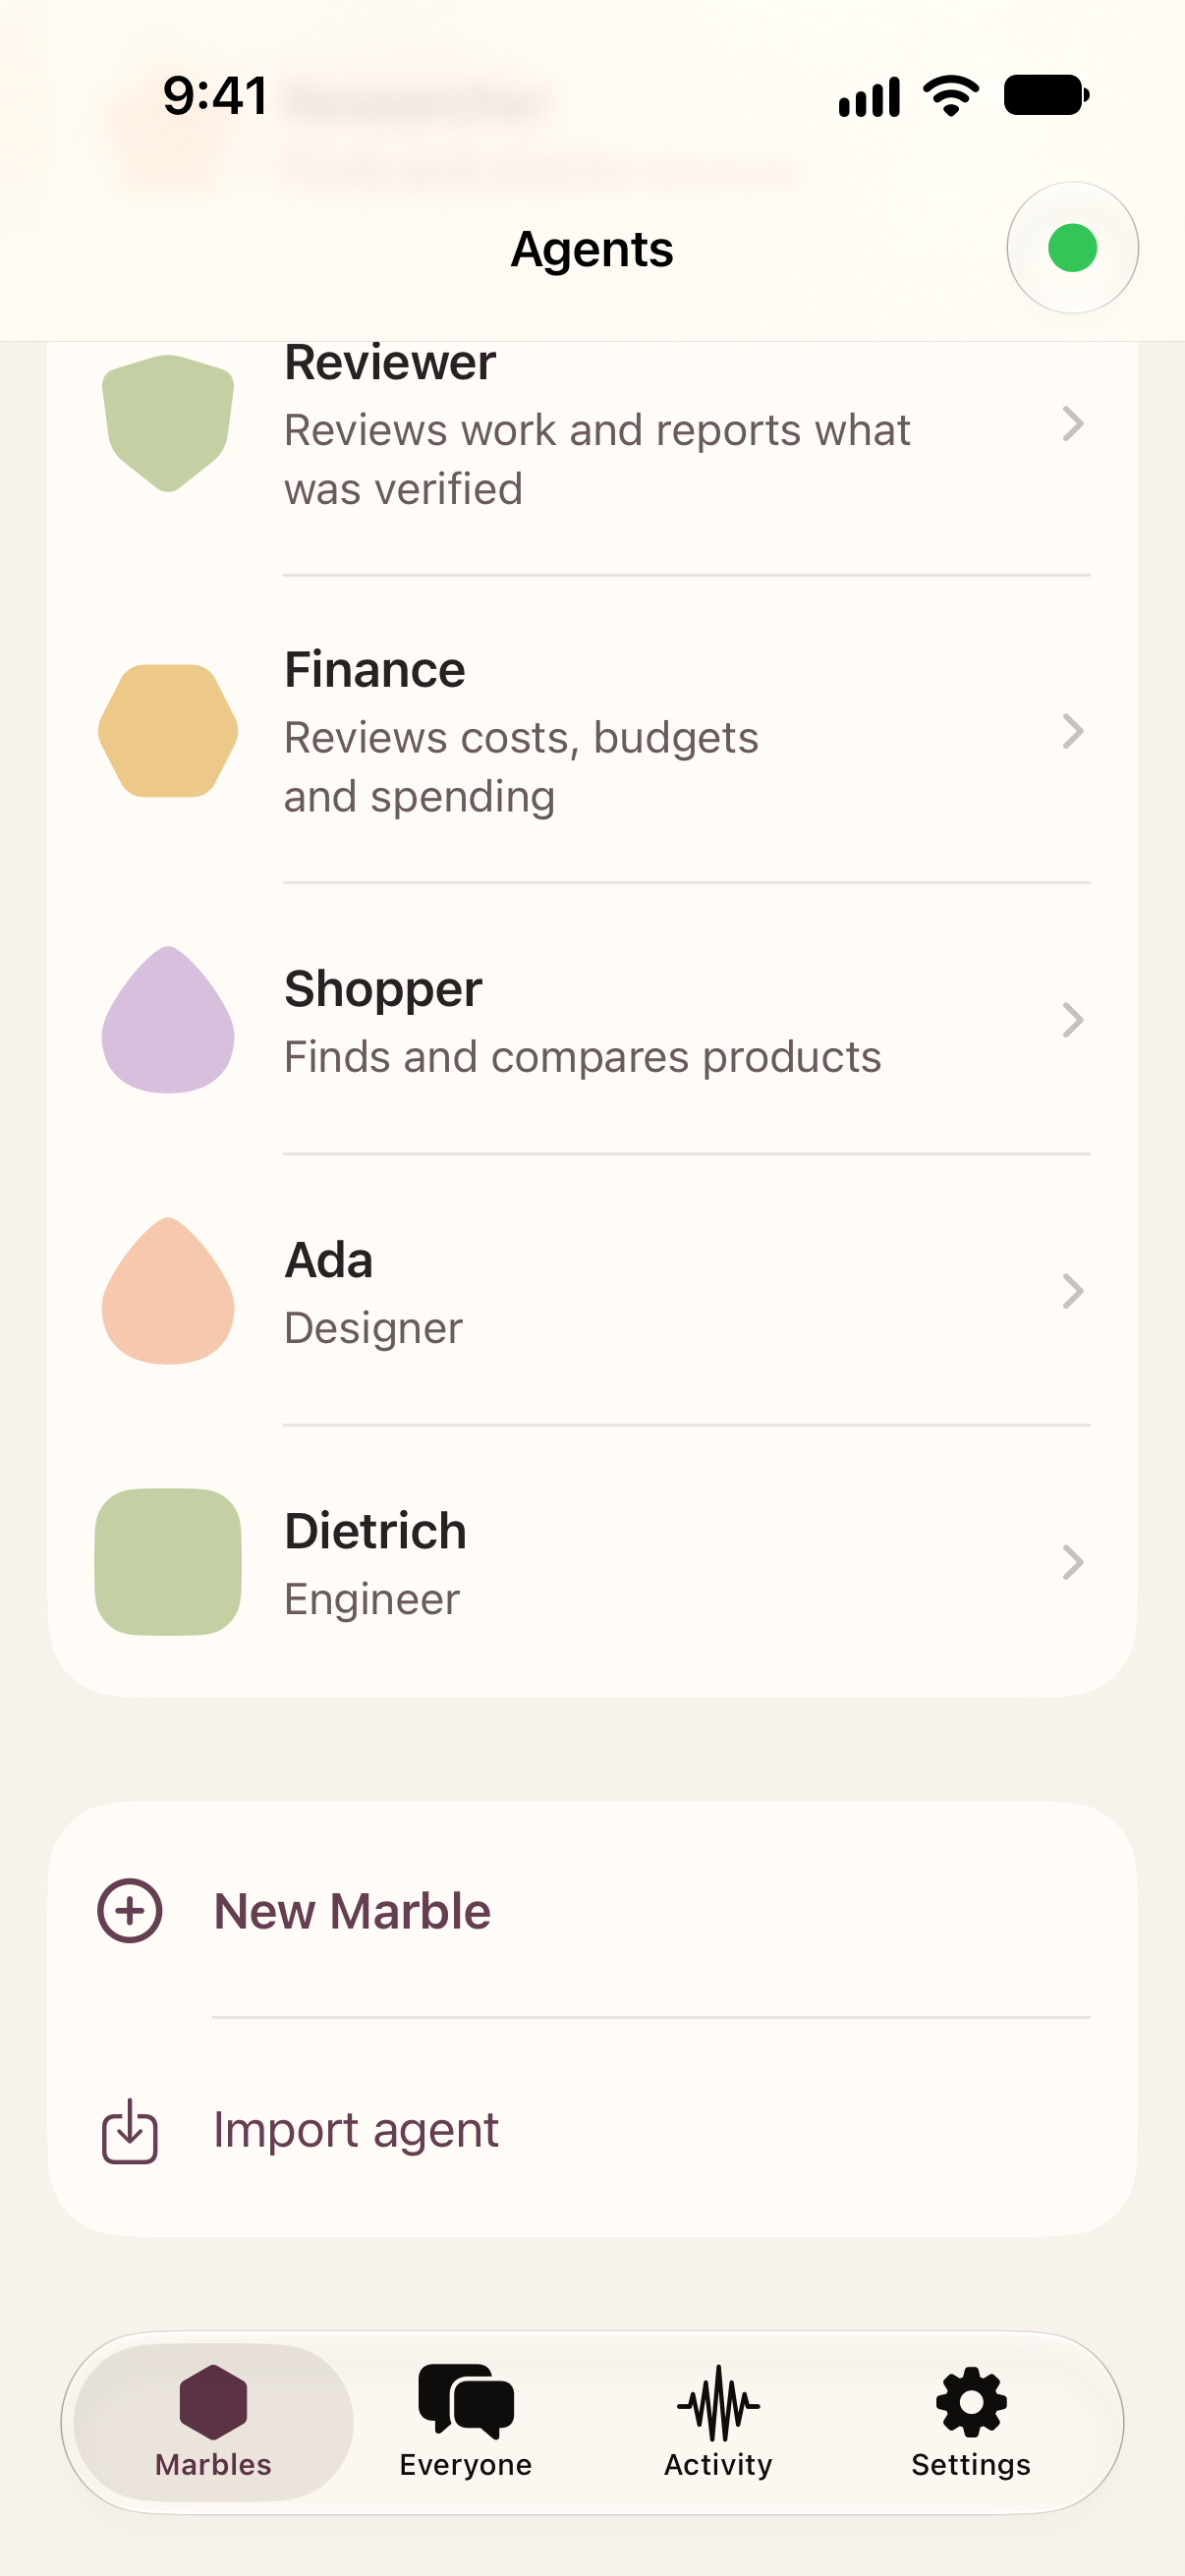 9:41
Agents
Reviewer
Reviews work and reports what
was verified
Finance
Reviews costs, budgets
and spending
Shopper
Finds and compares products
Ada
Designer
Dietrich
Engineer
New Marble
Import agent
Marbles
Everyone
Activity
Settings